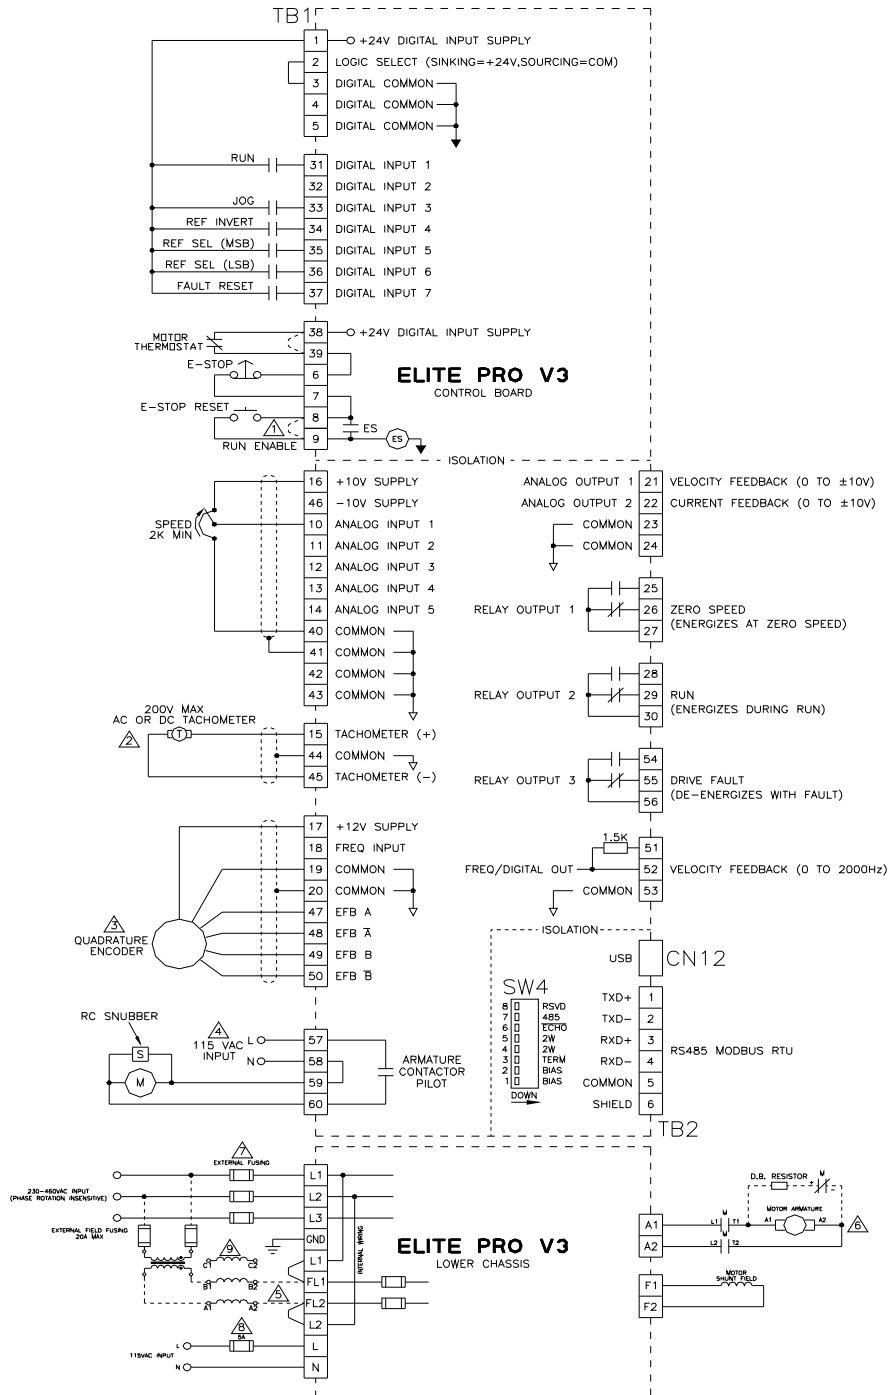 TB1
1 +24V DIGITAL INPUT SUPPLY
2 LOGIC SELECT (SINKING=+24V,SOURCING=COM)
3 DIGITAL COMMON
4 DIGITAL COMMON
5 DIGITAL COMMON
RUN 31 DIGITAL INPUT 1
32 DIGITAL INPUT 2
JOG 33 DIGITAL INPUT 3
REF INVERT 34 DIGITAL INPUT 4
REF SEL (MSB) 35 DIGITAL INPUT 5
REF SEL (LSB) 36 DIGITAL INPUT 6
FAULT RESET 37 DIGITAL INPUT 7
38 +24V DIGITAL INPUT SUPPLY
MOTOR
THERMOSTAT 39
E-STOP 6
ELITE PRO V3
CONTROL BOARD
7
E-STOP RESET 8 ES
1
RUN ENABLE 9 ES
ISOLATION
16 +10V SUPPLY
46 -10V SUPPLY
SPEED
2K MIN
10 ANALOG INPUT 1
11 ANALOG INPUT 2
12 ANALOG INPUT 3
13 ANALOG INPUT 4
14 ANALOG INPUT 5
40 COMMON
41 COMMON
42 COMMON
43 COMMON
ANALOG OUTPUT 1 21 VELOCITY FEEDBACK (0 TO ±10V)
ANALOG OUTPUT 2 22 CURRENT FEEDBACK (0 TO ±10V)
COMMON 23
COMMON 24
25
RELAY OUTPUT 1 26 ZERO SPEED
27 (ENERGIZES AT ZERO SPEED)
28
RELAY OUTPUT 2 29 RUN
30 (ENERGIZES DURING RUN)
200V MAX
AC OR DC TACHOMETER
2
T
15 TACHOMETER (+)
44 COMMON
45 TACHOMETER (-)
54
RELAY OUTPUT 3 55 DRIVE FAULT
56 (DE-ENERGIZES WITH FAULT)
17 +12V SUPPLY
18 FREQ INPUT
19 COMMON
20 COMMON
47 EFB A
48 EFB A̅
49 EFB B
50 EFB B̅
3
QUADRATURE
ENCODER
1.5K 51
FREQ/DIGITAL OUT 52 VELOCITY FEEDBACK (0 TO 2000Hz)
COMMON 53
ISOLATION
USB CN12
SW4
8 RSVD
7 485
6 E̅C̅H̅O̅
5 2W
4 2W
3 TERM
2 BIAS
1 BIAS
DOWN
TXD+ 1
TXD- 2
RXD+ 3
RXD- 4
COMMON 5
SHIELD 6
RS485 MODBUS RTU
TB2
RC SNUBBER
S
M
4
115 VAC
INPUT
L 57
N 58
59
60
ARMATURE
CONTACTOR
PILOT
7
EXTERNAL FUSING
230-460VAC INPUT
(PHASE ROTATION INSENSITIVE)
L1
L2
L3
EXTERNAL FIELD FUSING
20A MAX
GND
INTERNAL WIRING
ELITE PRO V3
LOWER CHASSIS
9
C1 C2
L1
B1 B2
FL1
A1 A2
5
FL2
L2
8
5A
115VAC INPUT
L L
N N
D.B. RESISTOR M
MOTOR ARMATURE
A1 L1 M T1 A1 A2
6
A2 L2 M T2
F1 MOTOR
SHUNT FIELD
F2